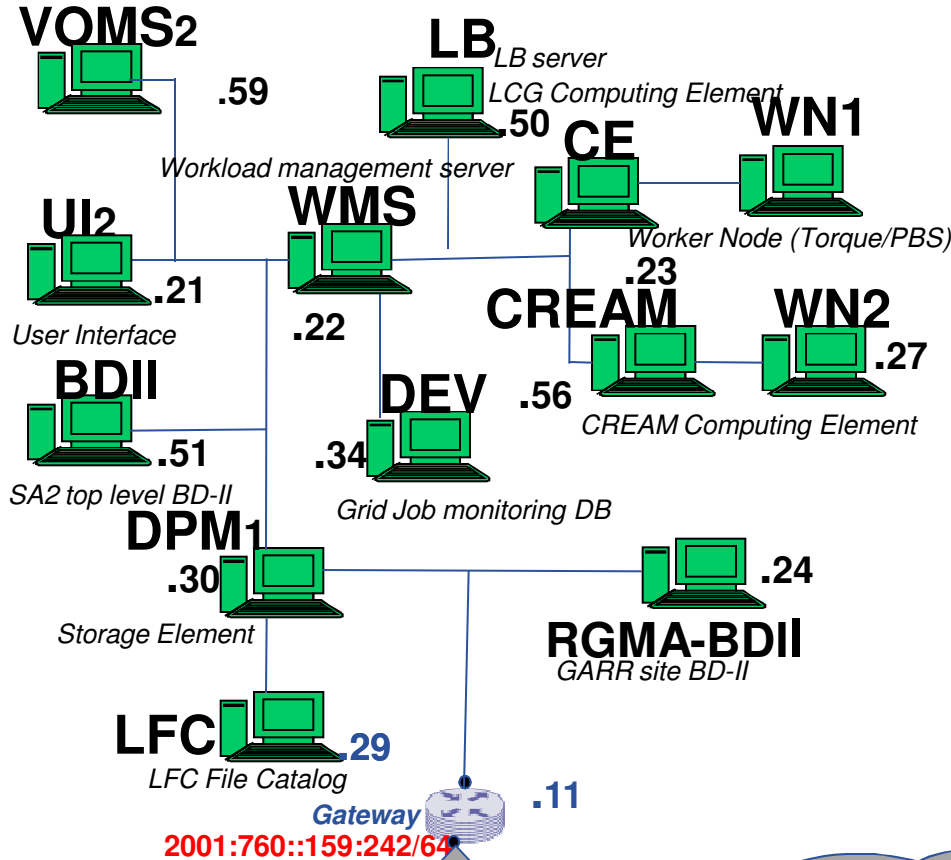 VOMS2
.59
LB
LB server
LCG Computing Element
.50
CE
WN1
Workload management server
WMS
UI2
.21
User Interface
.22
Worker Node (Torque/PBS)
.23
CREAM
WN2
.27
.56
CREAM Computing Element
BDII
.51
SA2 top level BD-II
DEV
.34
Grid Job monitoring DB
DPM1
.30
Storage Element
.24
RGMA-BDII
GARR site BD-II
LFC
.29
LFC File Catalog
Gateway
.11
2001:760::159:242/64